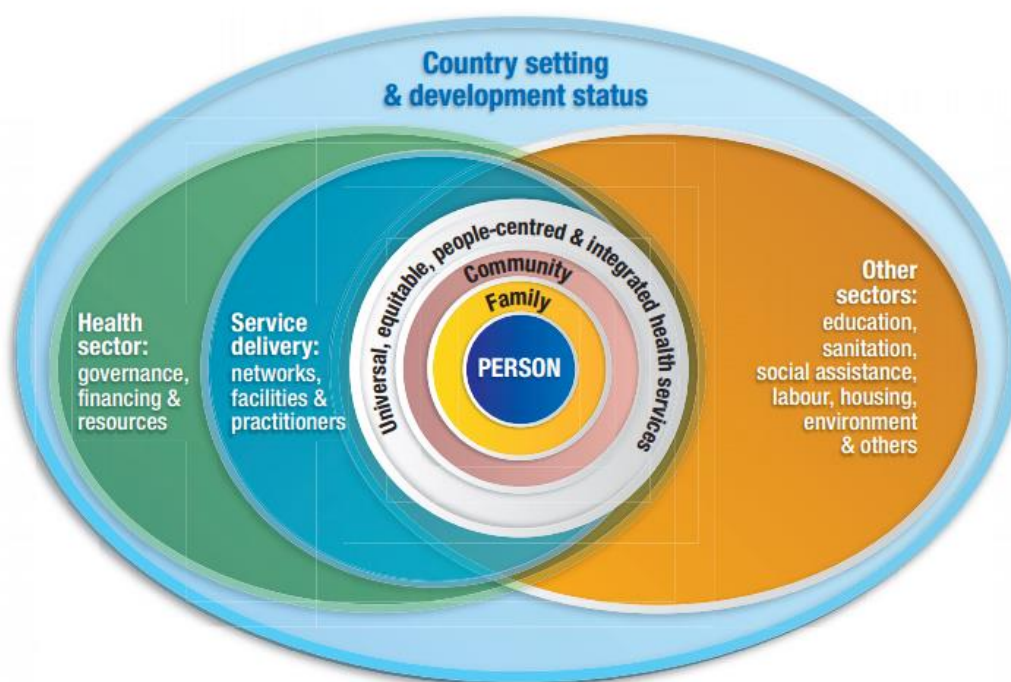 Country setting
& development status
Universal, equitable, people-centred & integrated health services
Community
Family
PERSON
Health
sector:
governance,
financing &
resources
Service
delivery:
networks,
facilities &
practitioners
Other
sectors:
education,
sanitation,
social assistance,
labour, housing,
environment
& others